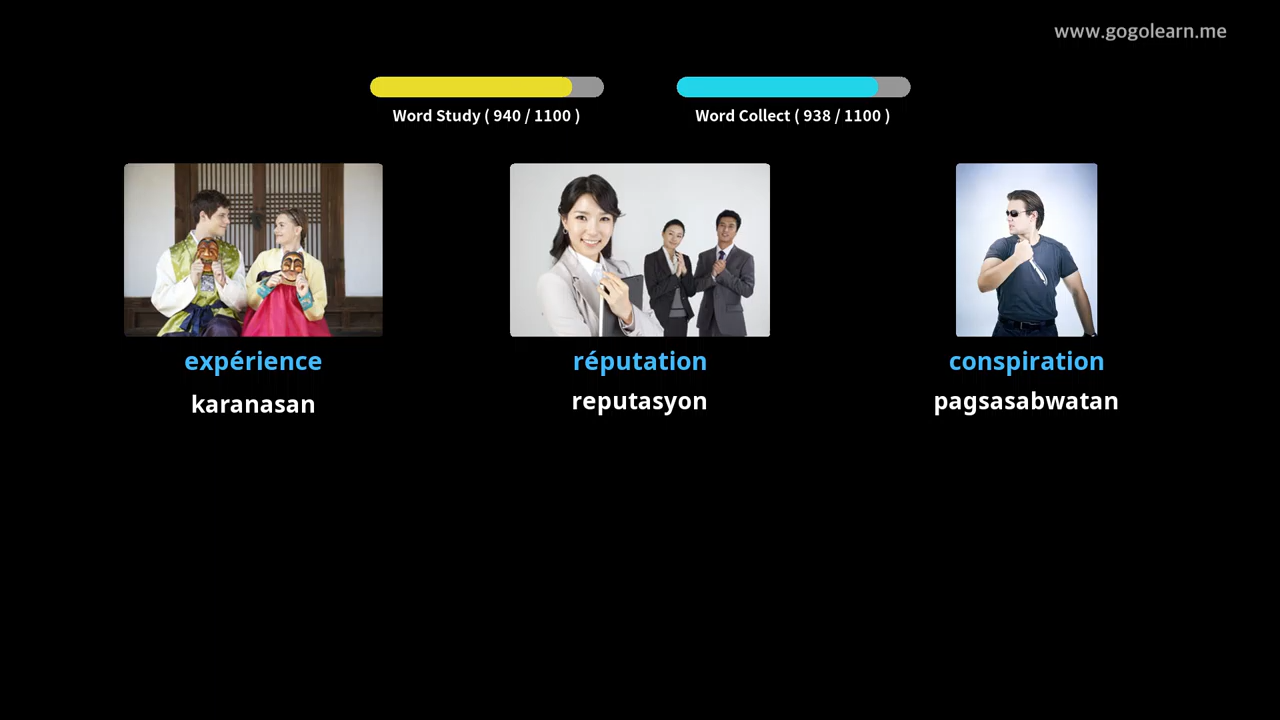 www.gogolearn.me
Word Study ( 940 / 1100 )
Word Collect ( 938 / 1100 )
expérience
réputation
conspiration
karanasan
reputasyon
pagsasabwatan